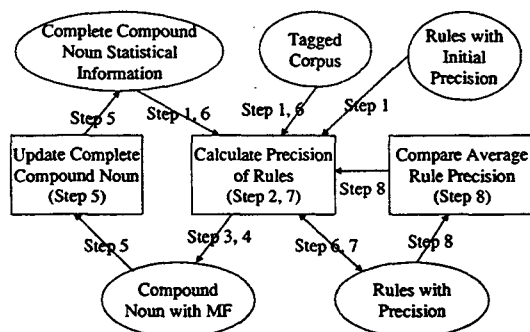 Complete Compound
Noun Statistical
Information
Tagged
Corpus
Rules with
Initial
Precision
Step 5
Step 1, 6
Step 1, 6
Step 1
Update Complete
Compound Noun
(Step 5)
Calculate Precision
of Rules
(Step 2, 7)
Compare Average
Rule Precision
(Step 8)
Step 8
Step 5
Step 3, 4
Step 6, 7
Step 8
Compound
Noun with MF
Rules with
Precision